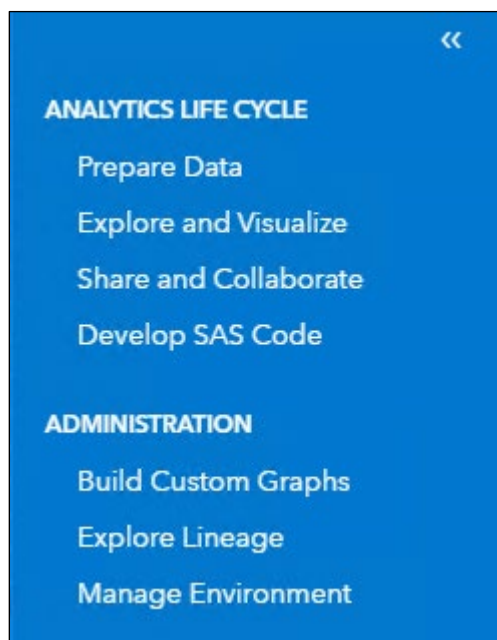 «
ANALYTICS LIFE CYCLE
Prepare Data
Explore and Visualize
Share and Collaborate
Develop SAS Code
ADMINISTRATION
Build Custom Graphs
Explore Lineage
Manage Environment